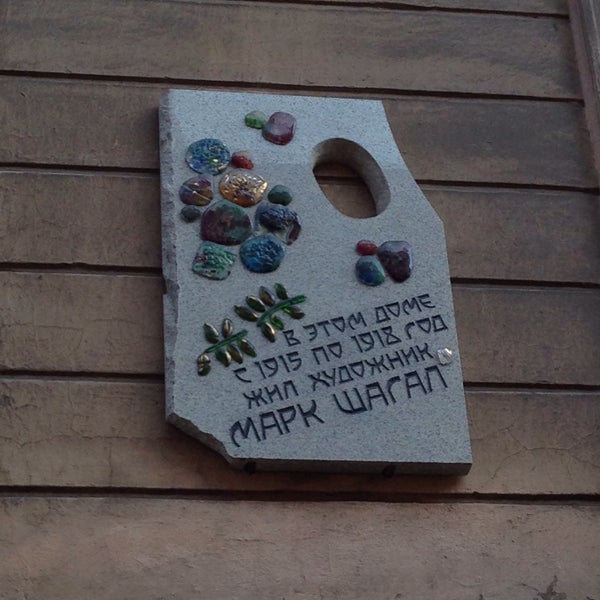 В ЭТОМ ДОМЕ
С 1915 ПО 1918 ГОД
ЖИЛ ХУДОЖНИК
МАРК ШАГАЛ